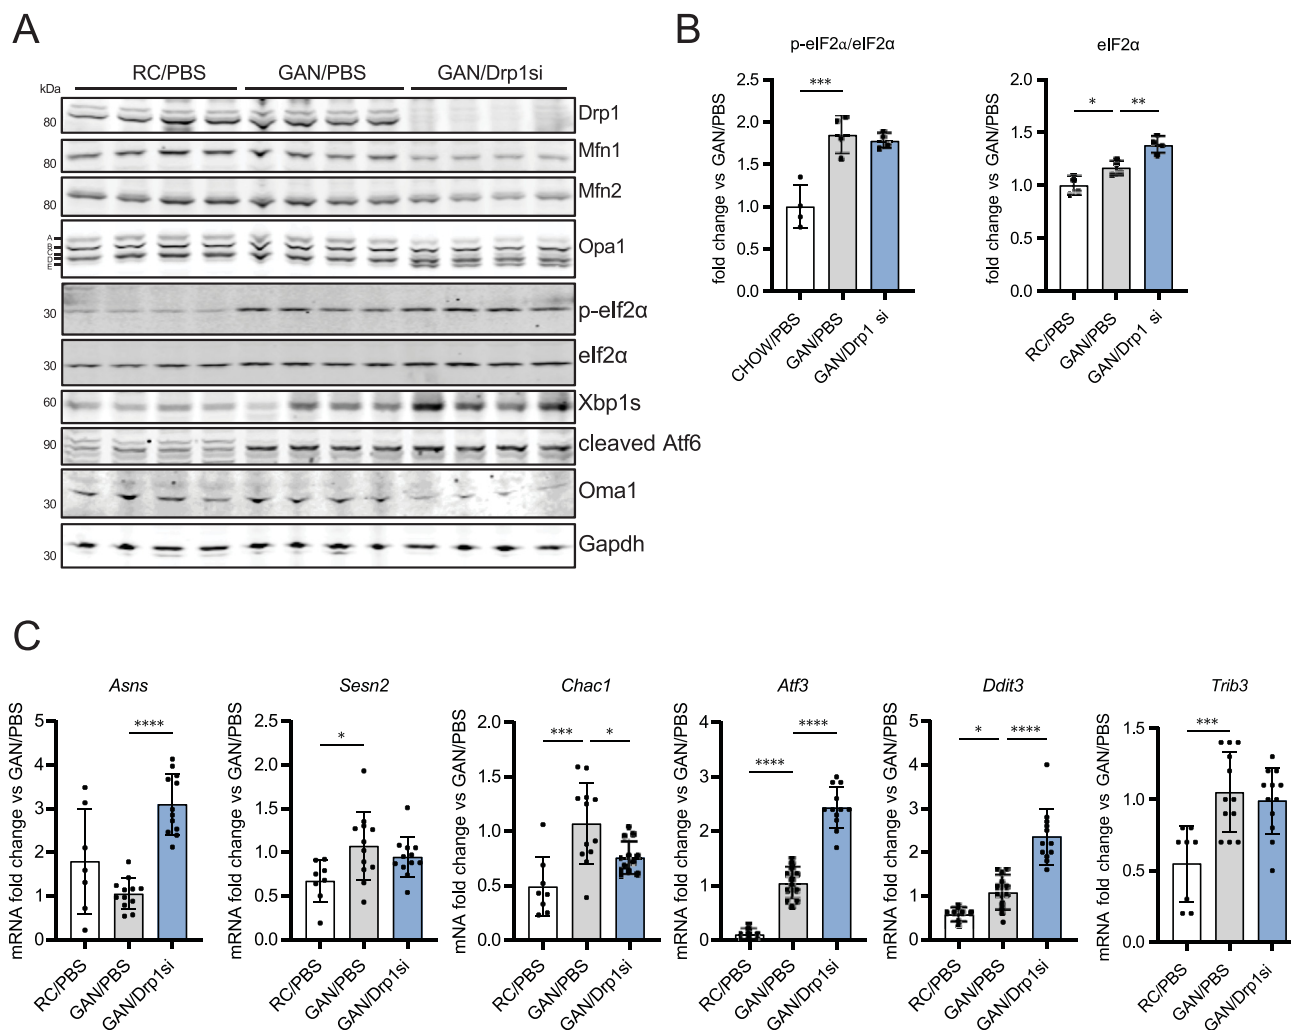 A
RC/PBS GAN/PBS GAN/Drp1si
kDa
80 Drp1
80 Mfn1
80 Mfn2
A
B
C
D
E
Opa1
30 p-elf2α
30 elf2α
60 Xbp1s
90 cleaved Atf6
30 Oma1
30 Gapdh
B
p-eIF2α/eIF2α
fold change vs GAN/PBS
2.5
2.0
1.5
1.0
0.5
0.0
***
CHOW/PBS
GAN/PBS
GAN/Drp1 si
eIF2α
fold change vs GAN/PBS
2.0
1.5
1.0
0.5
0.0
* **
RC/PBS
GAN/PBS
GAN/Drp1 si
C
Asns
mRNA fold change vs GAN/PBS
5
4
3
2
1
0
****
RC/PBS
GAN/PBS
GAN/Drp1si
Sesn2
mRNA fold change vs GAN/PBS
2.5
2.0
1.5
1.0
0.5
0.0
*
RC/PBS
GAN/PBS
GAN/Drp1si
Chac1
mNA fold change vs GAN/PBS
2.0
1.5
1.0
0.5
0.0
*** *
RC/PBS
GAN/PBS
GAN/Drp1si
Atf3
mRNA fold change vs GAN/PBS
4
3
2
1
0
**** ****
RC/PBS
GAN/PBS
GAN/Drp1si
Ddit3
mRNA fold change vs GAN/PBS
5
4
3
2
1
0
* ****
RC/PBS
GAN/PBS
GAN/Drp1si
Trib3
mRNA fold change vs GAN/PBS
1.5
1.0
0.5
0.0
***
RC/PBS
GAN/PBS
GAN/Drp1si